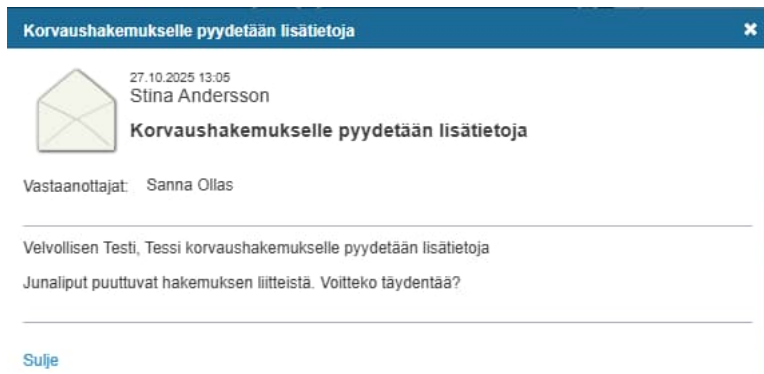 Korvaushakemukselle pyydetään lisätietoja
27.10.2025 13:05
Stina Andersson
Korvaushakemukselle pyydetään lisätietoja
Vastaanottajat: Sanna Ollas
Velvollisen Testi, Tessi korvaushakemukselle pyydetään lisätietoja
Junaliput puuttuvat hakemuksen liitteistä. Voitteko täydentää?
Sulje